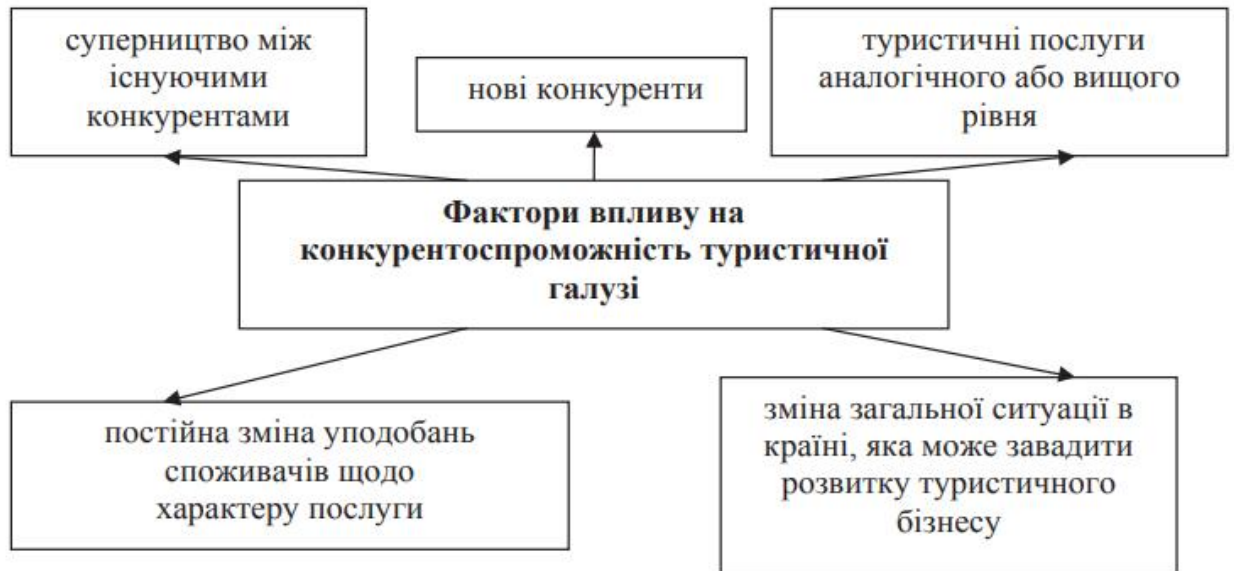 суперництво між
існуючими
конкурентами
нові конкуренти
туристичні послуги
аналогічного або вищого
рівня
Фактори впливу на
конкурентоспроможність туристичної
галузі
постійна зміна уподобань
споживачів щодо
характеру послуги
зміна загальної ситуації в
країні, яка може завадити
розвитку туристичного
бізнесу